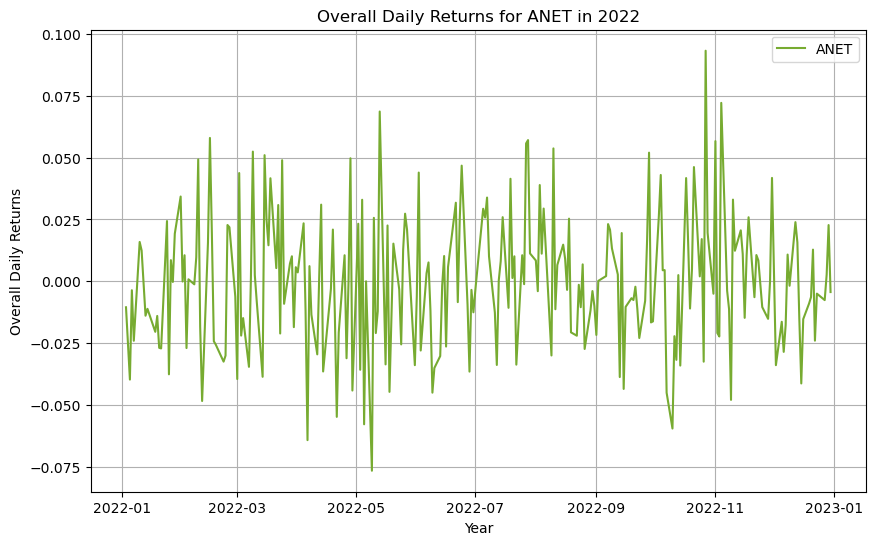 Overall Daily Returns for ANET in 2022
ANET
Overall Daily Returns
0.100
0.075
0.050
0.025
0.000
−0.025
−0.050
−0.075
2022-01 2022-03 2022-05 2022-07 2022-09 2022-11 2023-01
Year